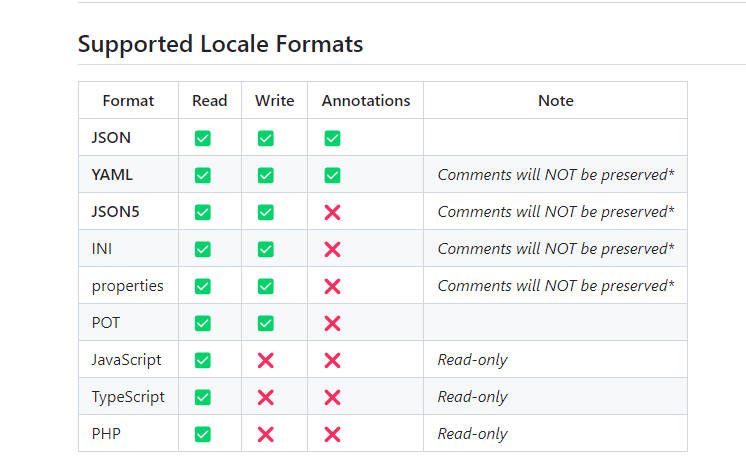 Supported Locale Formats
Format Read Write Annotations Note
JSON ✅ ✅ ✅
YAML ✅ ✅ ✅ Comments will NOT be preserved*
JSON5 ✅ ✅ ❌ Comments will NOT be preserved*
INI ✅ ✅ ❌ Comments will NOT be preserved*
properties ✅ ✅ ❌ Comments will NOT be preserved*
POT ✅ ✅ ❌
JavaScript ✅ ❌ ❌ Read-only
TypeScript ✅ ❌ ❌ Read-only
PHP ✅ ❌ ❌ Read-only